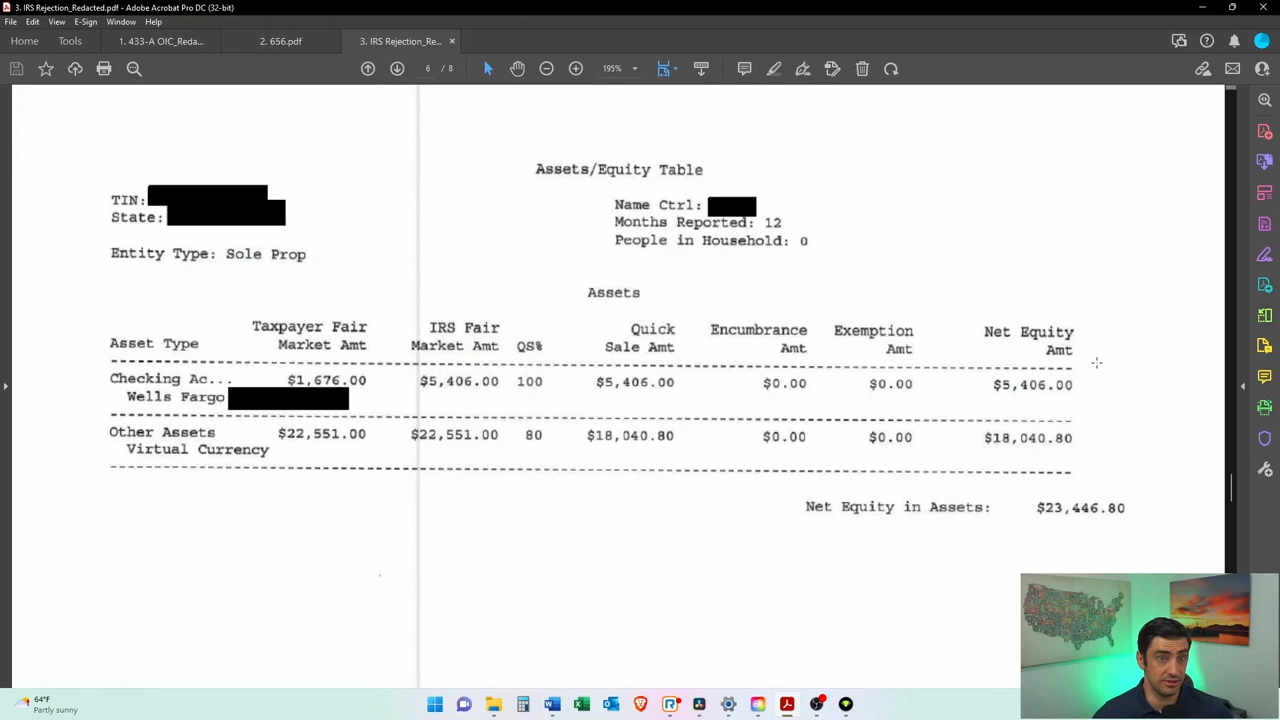 3. IRS Rejection_Redacted.pdf - Adobe Acrobat Pro DC (32-bit)
File Edit View E-Sign Window Help
Home Tools 1. 433-A OIC_Reda... 2. 656.pdf 3. IRS Rejection_Re...
6 / 8 195%
Assets/Equity Table
TIN:
State:
Name Ctrl:
Months Reported: 12
People in Household: 0
Entity Type: Sole Prop
Assets
Taxpayer Fair IRS Fair Quick Encumbrance Exemption Net Equity
Asset Type Market Amt Market Amt QS% Sale Amt Amt Amt Amt
Checking Ac... $1,676.00 $5,406.00 100 $5,406.00 $0.00 $0.00 $5,406.00
Wells Fargo
Other Assets $22,551.00 $22,551.00 80 $18,040.80 $0.00 $0.00 $18,040.80
Virtual Currency
Net Equity in Assets: $23,446.80
64°F
Partly sunny